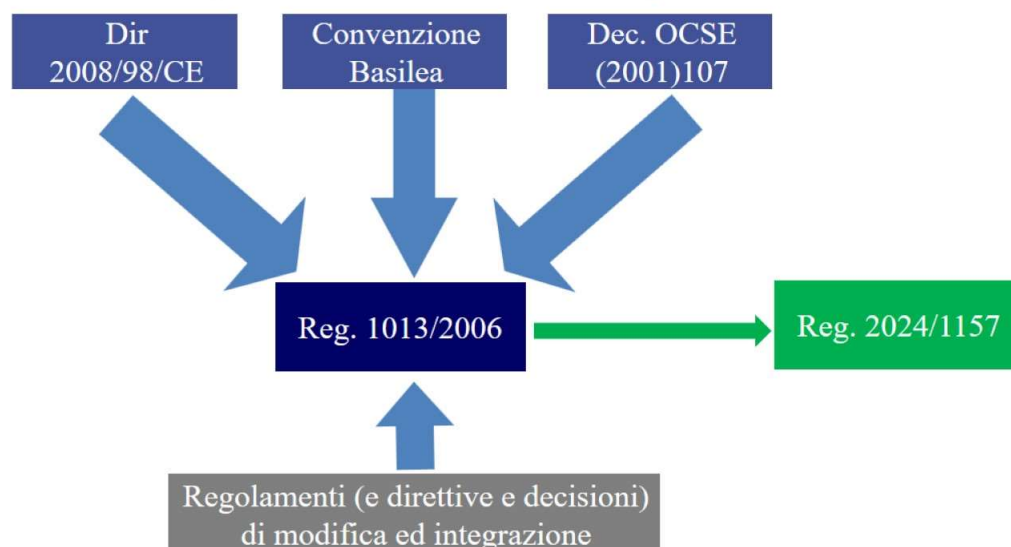 Dir
2008/98/CE
Convenzione
Basilea
Dec. OCSE
(2001)107
Reg. 1013/2006
Reg. 2024/1157
Regolamenti (e direttive e decisioni)
di modifica ed integrazione